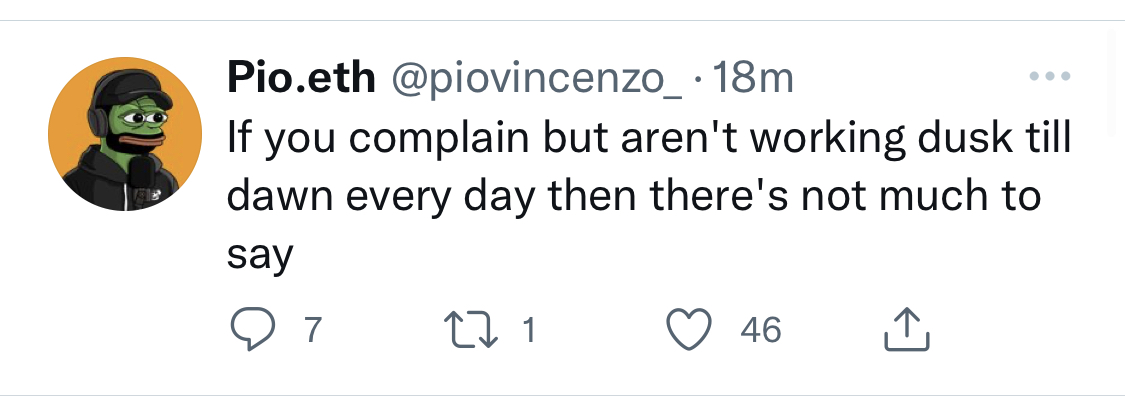 Pio.eth @piovincenzo_ · 18m
If you complain but aren't working dusk till
dawn every day then there's not much to
say
7 1 46